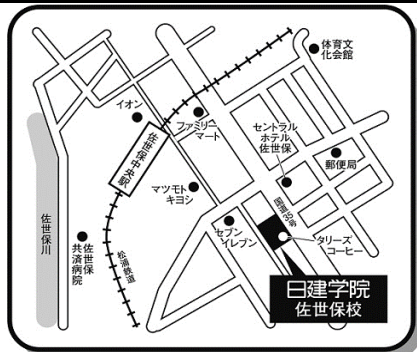 体育文
化会館
イオン
ファミリー
マート
セントラル
ホテル
佐世保
佐世保中央駅
郵便局
マツモト
キヨシ
国道35号
佐世保川
佐世保
共済病院
松浦鉄道
セブン
イレブン
タリーズ
コーヒー
日建学院
佐世保校